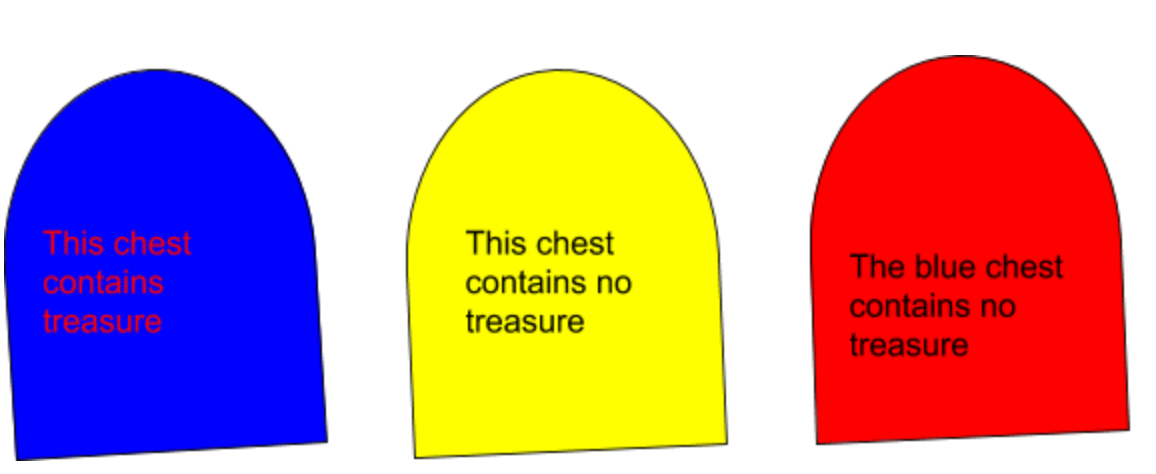 This chest
contains
treasure
This chest
contains no
treasure
The blue chest
contains no
treasure